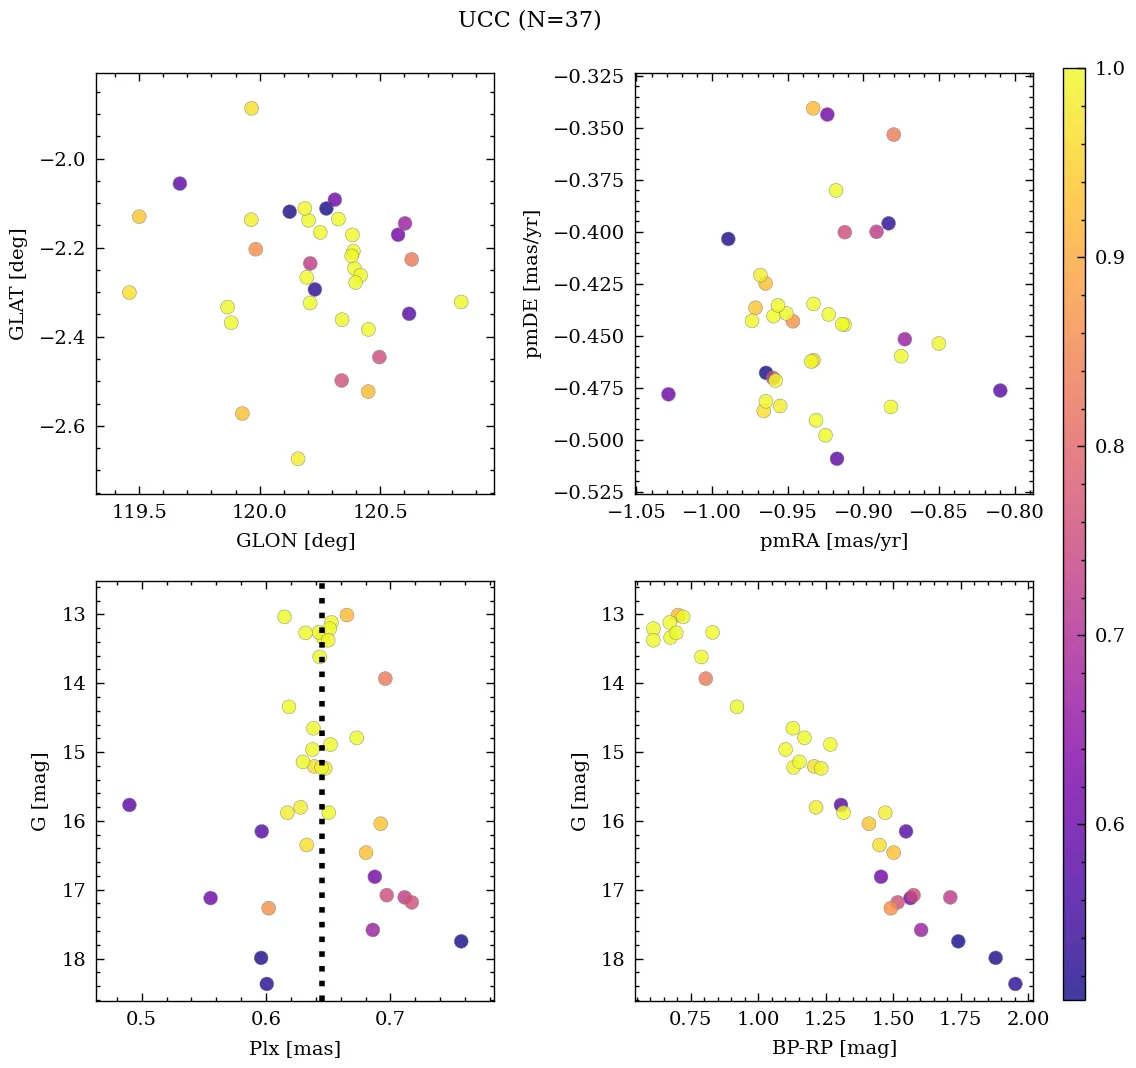 UCC (N=37)
−2.0
−2.2
−2.4
−2.6
GLAT [deg]
119.5 120.0 120.5
GLON [deg]
−0.325
−0.350
−0.375
−0.400
−0.425
−0.450
−0.475
−0.500
−0.525
pmDE [mas/yr]
−1.05 −1.00 −0.95 −0.90 −0.85 −0.80
pmRA [mas/yr]
13
14
15
16
17
18
G [mag]
0.5 0.6 0.7
Plx [mas]
13
14
15
16
17
18
G [mag]
0.75 1.00 1.25 1.50 1.75 2.00
BP-RP [mag]
1.0
0.9
0.8
0.7
0.6